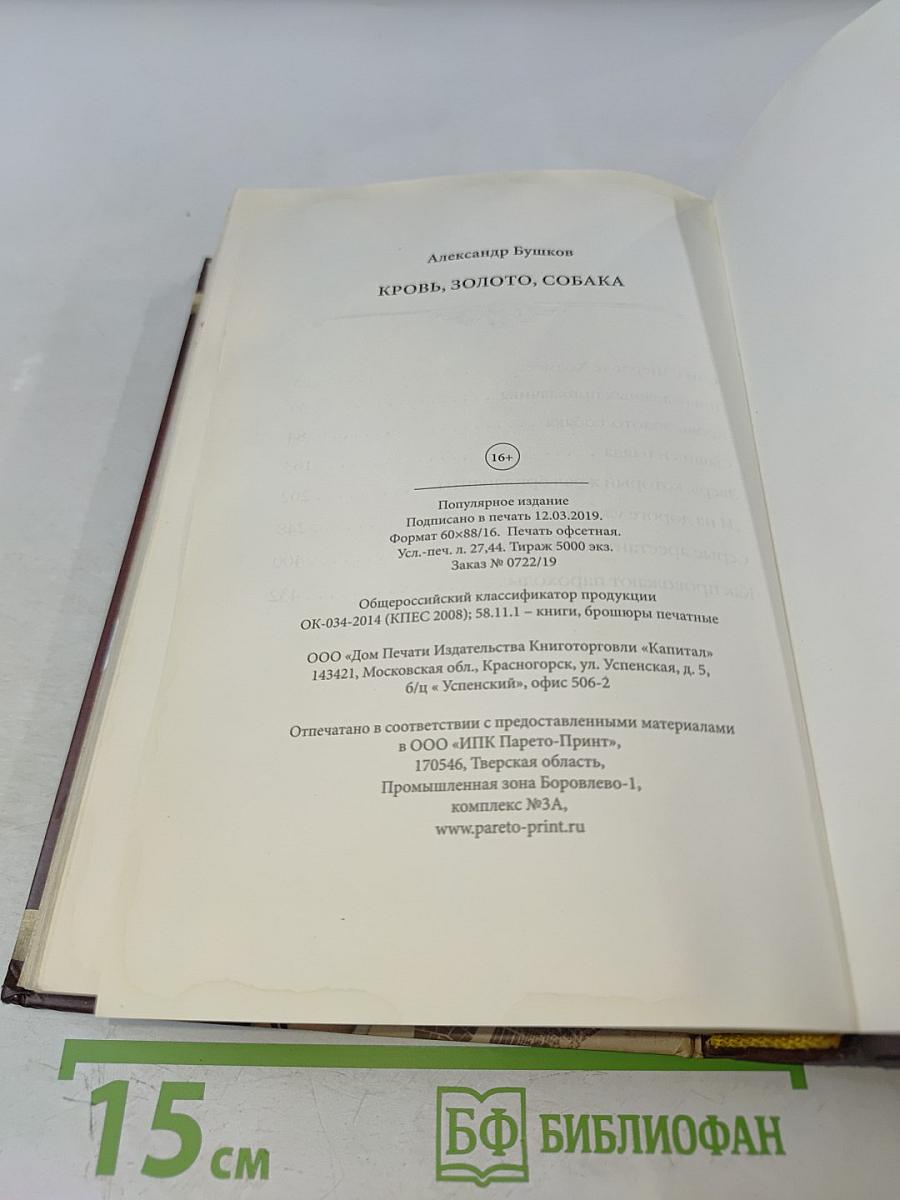 Александр Бушков
КРОВЬ, ЗОЛОТО, СОБАКА
16+
Популярное издание
Подписано в печать 12.03.2019.
Формат 60×88/16. Печать офсетная.
Усл.-печ. л. 27,44. Тираж 5000 экз.
Заказ № 0722/19
Общероссийский классификатор продукции
ОК-034-2014 (КПЕС 2008); 58.11.1 – книги, брошюры печатные
ООО «Дом Печати Издательства Книготорговли «Капитал»
143421, Московская обл., Красногорск, ул. Успенская, д. 5,
б/ц « Успенский», офис 506-2
Отпечатано в соответствии с предоставленными материалами
в ООО «ИПК Парето-Принт»,
170546, Тверская область,
Промышленная зона Боровлево-1,
комплекс №3А,
www.pareto-print.ru
15 см
БФ БИБЛИОФАН